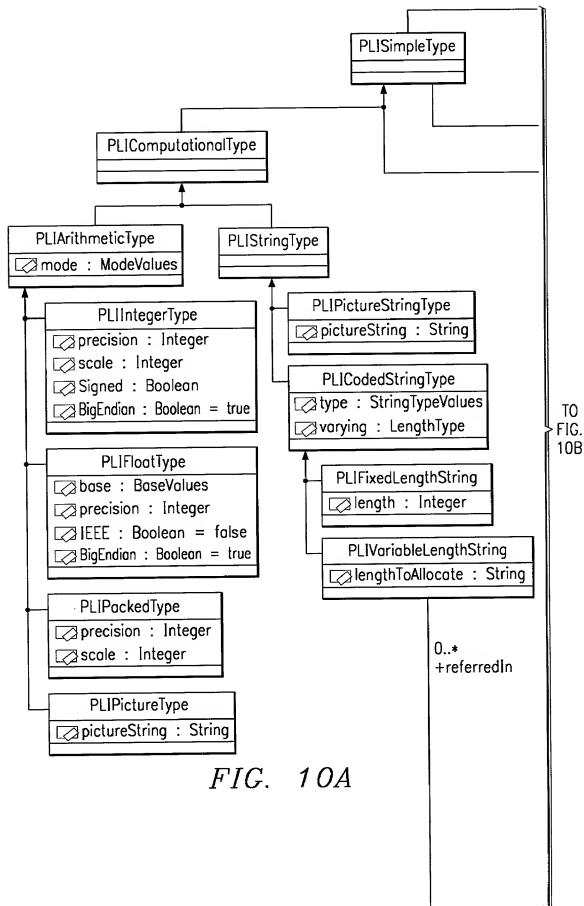 PLISimpleType
PLIComputationalType
PLIArithmeticType
mode : ModeValues
PLIStringType
PLIIntegerType
precision : Integer
scale : Integer
Signed : Boolean
BigEndian : Boolean = true
PLIPictureStringType
pictureString : String
PLICodedStringType
type : StringTypeValues
varying : LengthType
TO
FIG.
10B
PLIFloatType
base : BaseValues
precision : Integer
IEEE : Boolean = false
BigEndian : Boolean = true
PLIFixedLengthString
length : Integer
PLIVariableLengthString
lengthToAllocate : String
PLIPackedType
precision : Integer
scale : Integer
0..*
+referredIn
PLIPictureType
pictureString : String
FIG. 10A